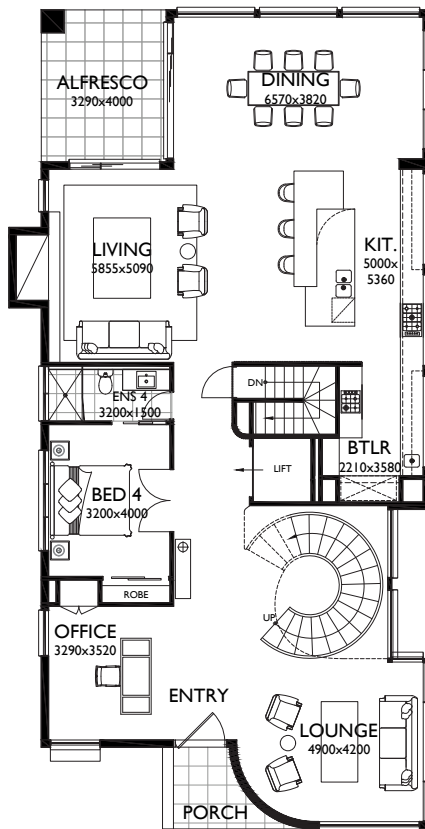 ALFRESCO
3290x4000
DINING
6570x3820
LIVING
5855x5090
KIT.
5000x
5360
DN
ENS 4
3200x1500
BTLR
2210x3580
LIFT
BED 4
3200x4000
ROBE
UP
OFFICE
3290x3520
ENTRY
LOUNGE
4900x4200
PORCH